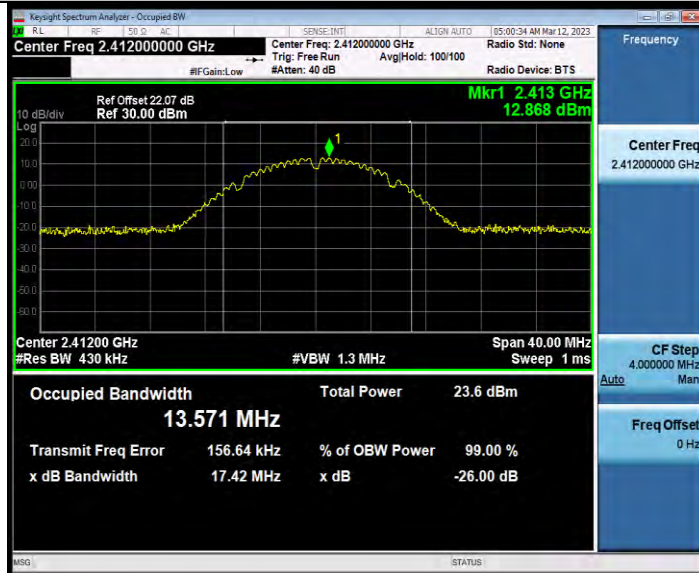 Keysight Spectrum Analyzer - Occupied BW
RL RF 50 Ω AC SENSE:INT ALIGN AUTO 05:00:34 AM Mar 12, 2023
Center Freq 2.412000000 GHz Center Freq: 2.412000000 GHz Radio Std: None
Trig: Free Run Avg|Hold: 100/100
#IFGain:Low #Atten: 40 dB Radio Device: BTS
Frequency
Ref Offset 22.07 dB Mkr1 2.413 GHz
10 dB/div Ref 30.00 dBm 12.868 dBm
Log
20.0
1
10.0
0.00
-10.0
-20.0
-30.0
-40.0
-50.0
-60.0
Center 2.41200 GHz Span 40.00 MHz
#Res BW 430 kHz #VBW 1.3 MHz Sweep 1 ms
Occupied Bandwidth Total Power 23.6 dBm
13.571 MHz
Transmit Freq Error 156.64 kHz % of OBW Power 99.00 %
x dB Bandwidth 17.42 MHz x dB -26.00 dB
Center Freq
2.412000000 GHz
CF Step
4.000000 MHz
Auto Man
Freq Offset
0 Hz
MSG STATUS